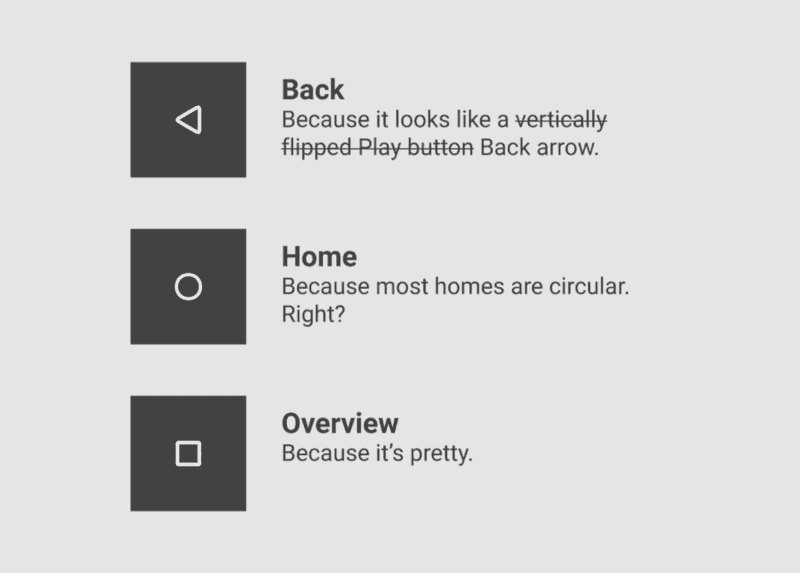 Back
Because it looks like a vertically
flipped Play button Back arrow.
Home
Because most homes are circular.
Right?
Overview
Because it’s pretty.